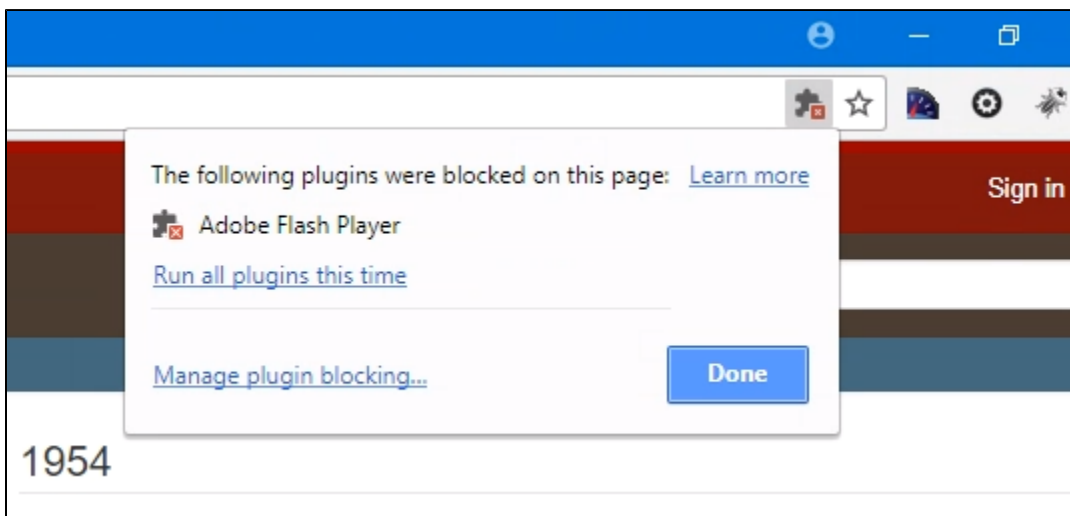 The following plugins were blocked on this page: Learn more
Sign in
Adobe Flash Player
Run all plugins this time
Manage plugin blocking...
Done
1954